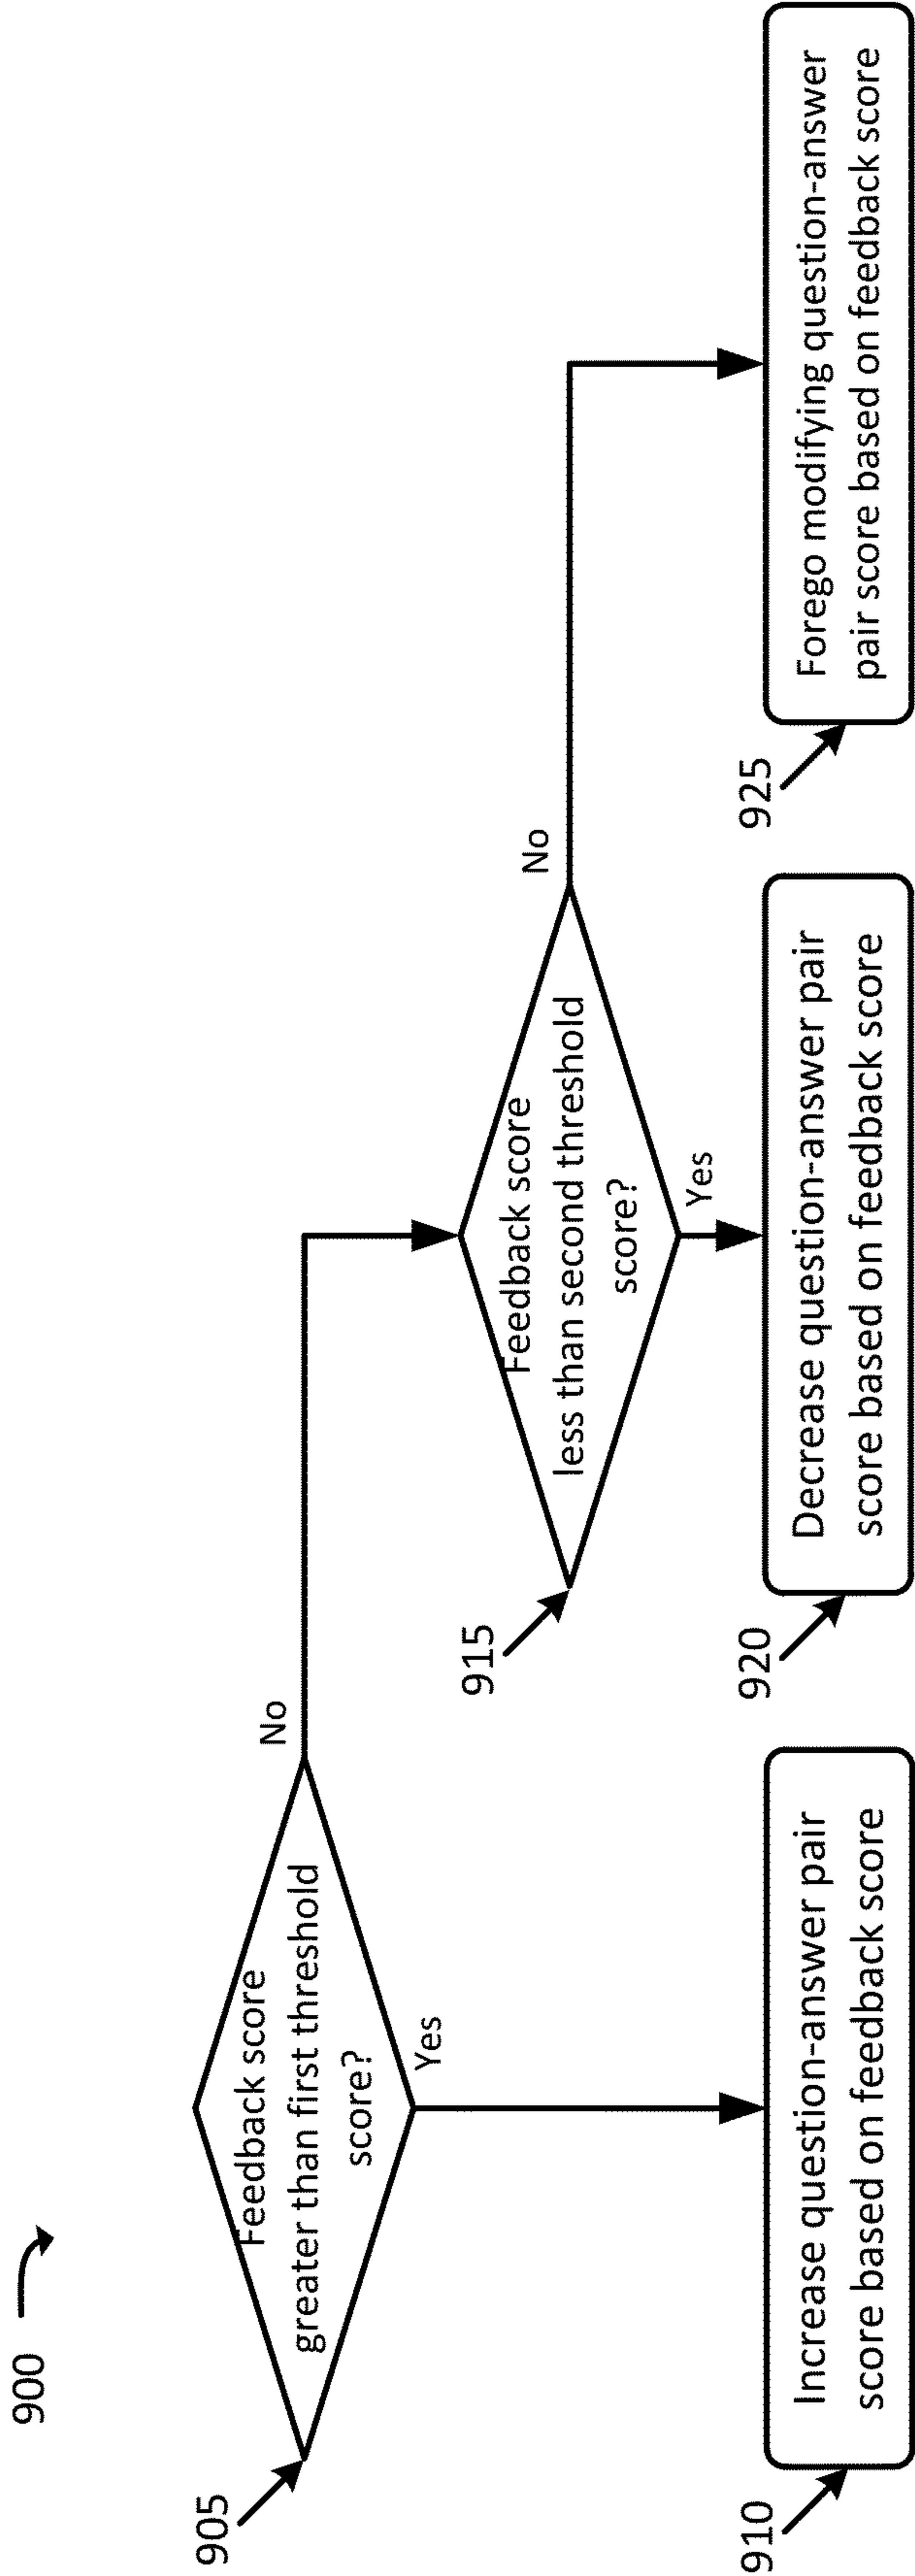 900
905
Feedback score
greater than first threshold
score?
No
Yes
915
Feedback score
less than second threshold
score?
No
Yes
910
Increase question-answer pair
score based on feedback score
920
Decrease question-answer pair
score based on feedback score
925
Forego modifying question-answer
pair score based on feedback score